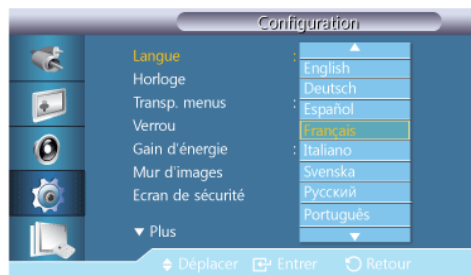 Configuration
Langue :
Horloge
Transp. menus :
Verrou
Gain d'énergie :
Mur d'images
Ecran de sécurité
▼ Plus
▲
English
Deutsch
Español
Français
Italiano
Svenska
Русский
Português
▼
Déplacer Entrer Retour